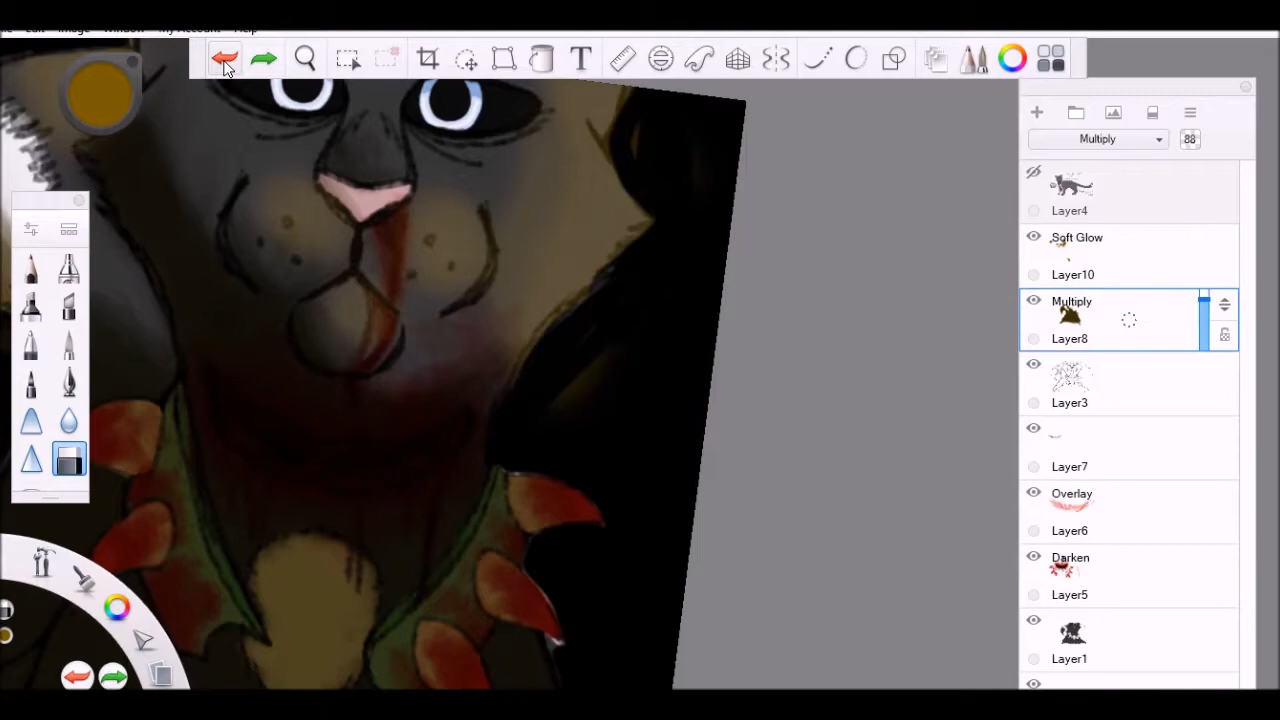 Edit Image Window My Account Help
T
Multiply
88
Layer4
Soft Glow
Layer10
Multiply
Layer8
Layer3
Layer7
Overlay
Layer6
Darken
Layer5
Layer1